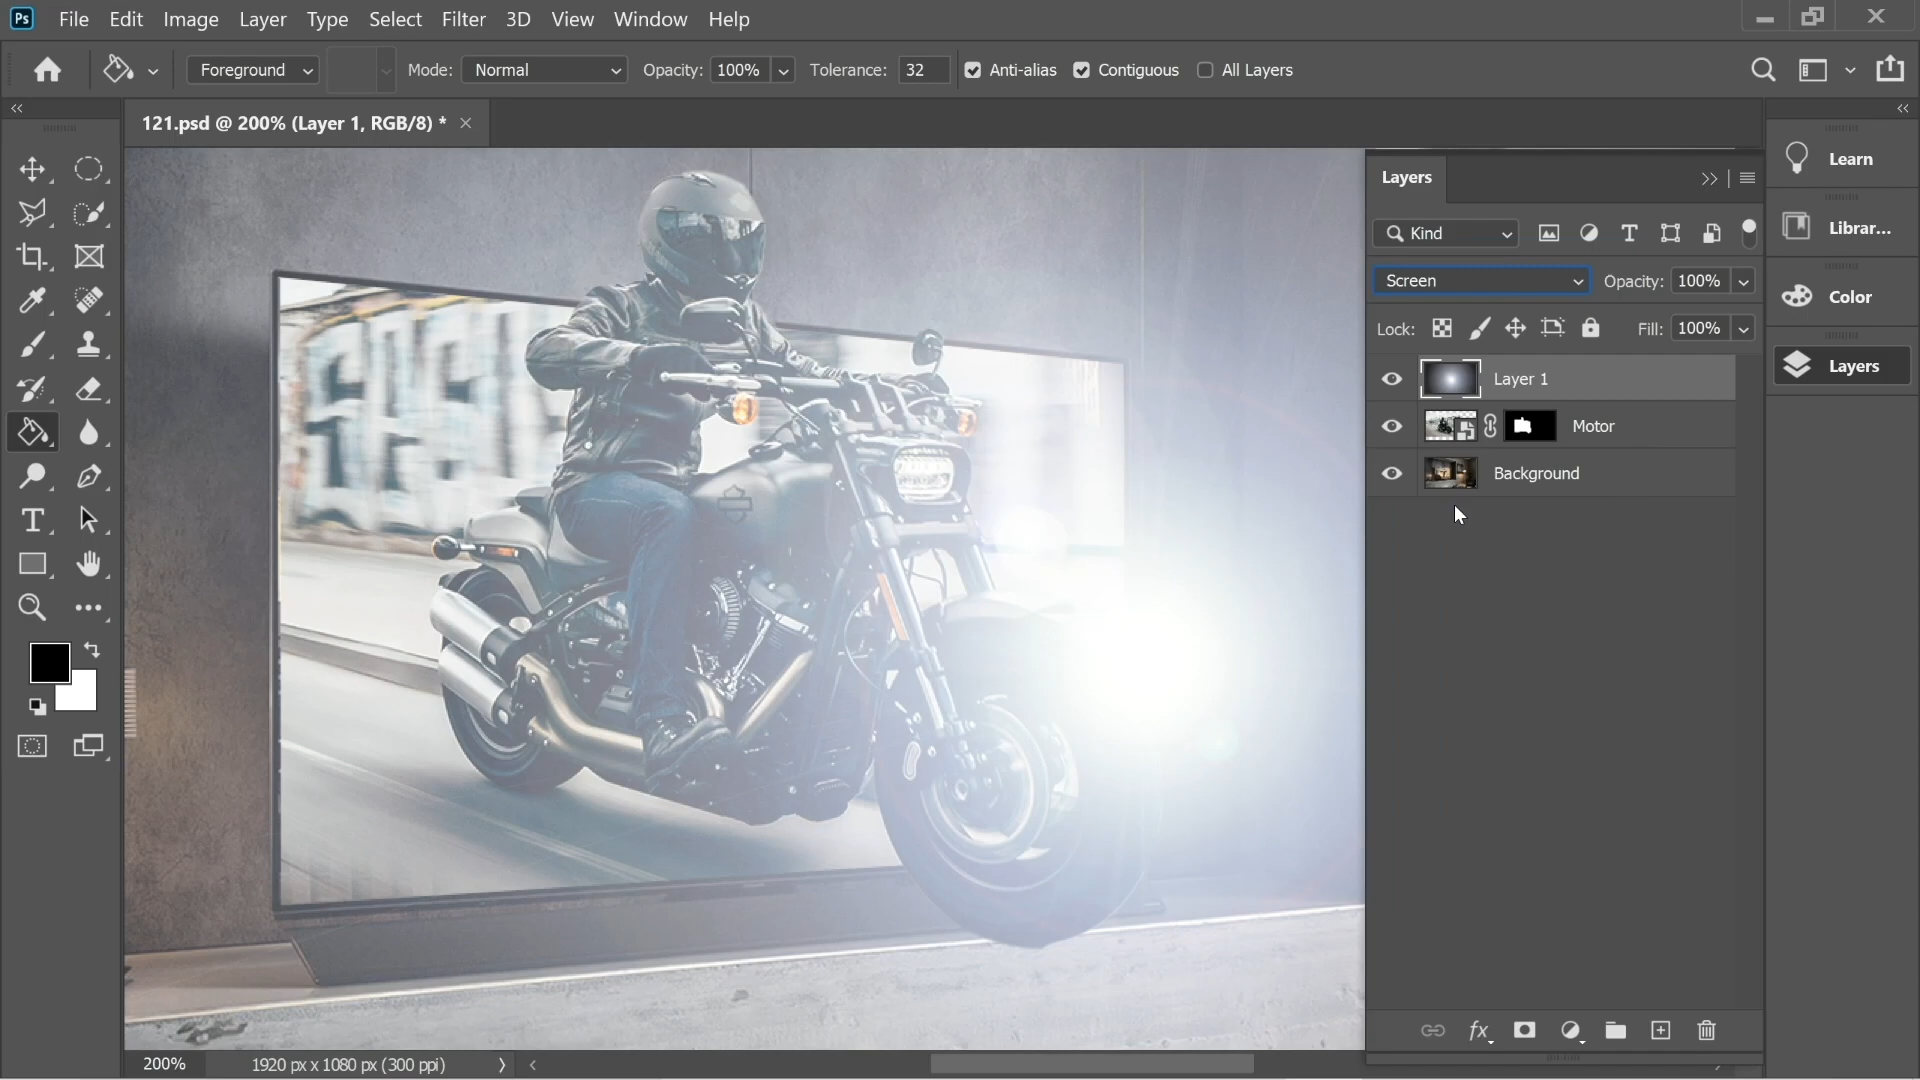 Ps File Edit Image Layer Type Select Filter 3D View Window Help
Foreground Mode: Normal Opacity: 100% Tolerance: 32 Anti-alias Contiguous All Layers
121.psd @ 200% (Layer 1, RGB/8) *
Layers
Kind
Screen Opacity: 100%
Lock: Fill: 100%
Layer 1
Motor
Background
fx
Learn
Librar...
Color
Layers
200% 1920 px x 1080 px (300 ppi)